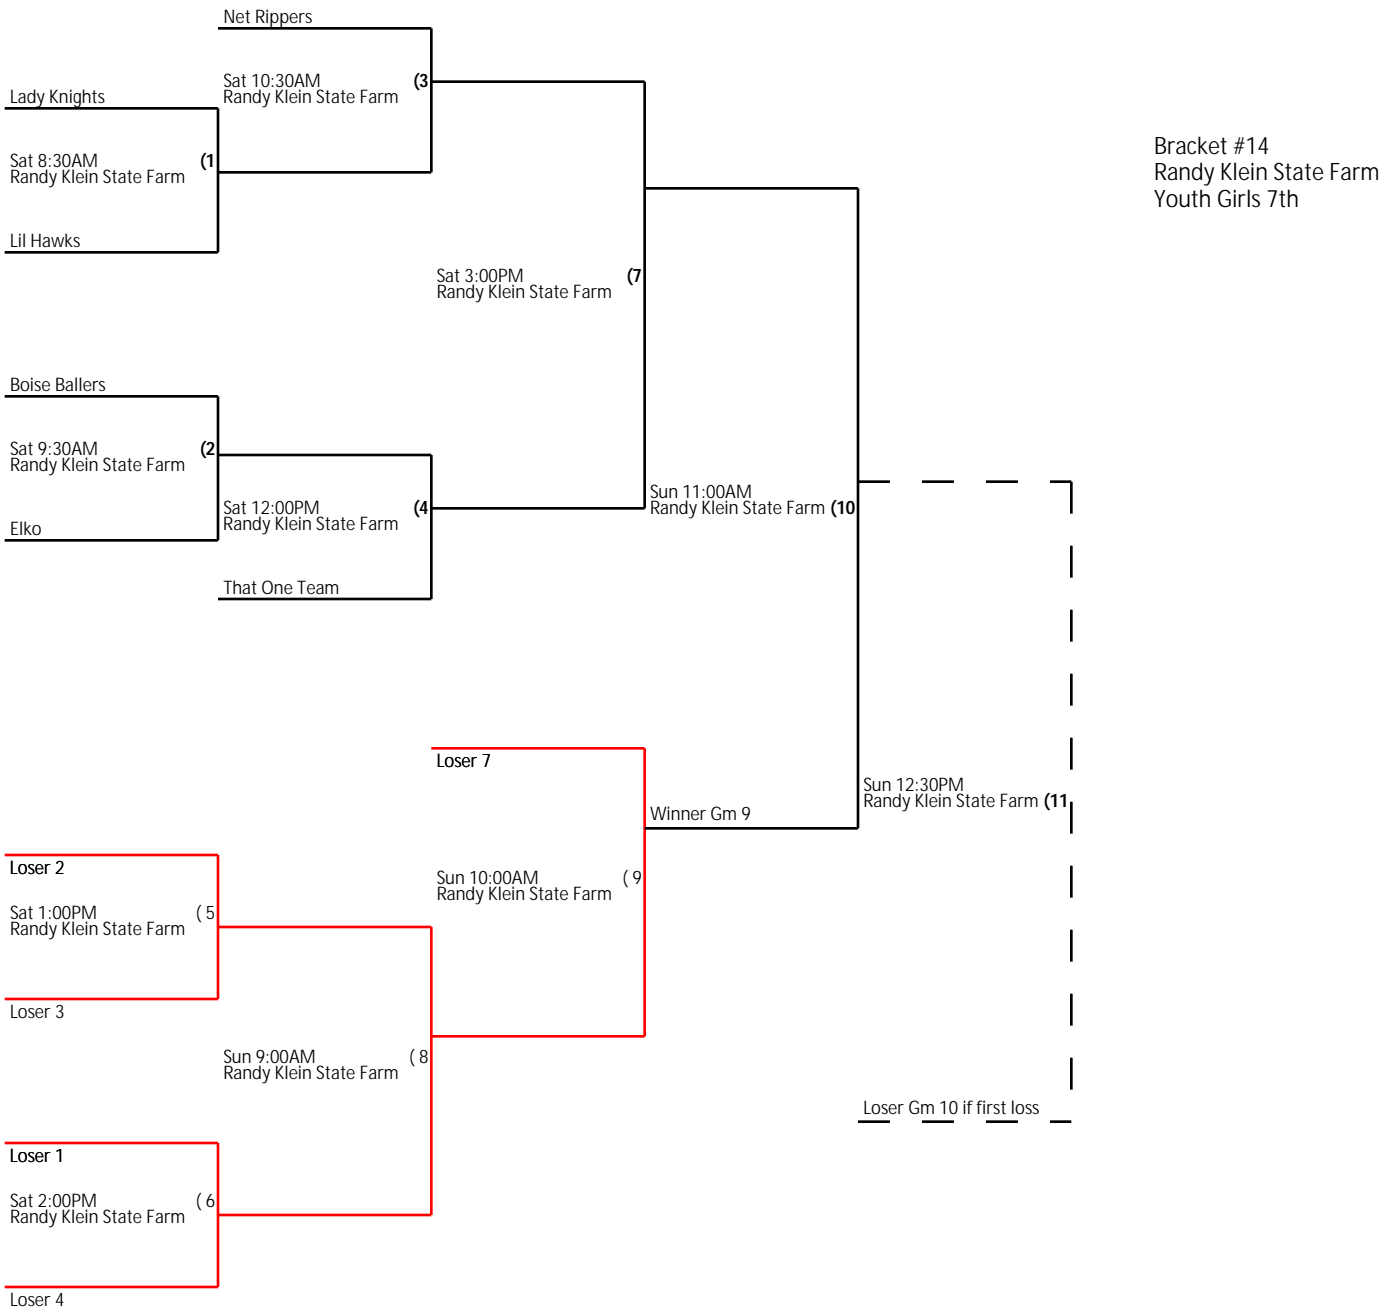 Net Rippers
Sat 10:30AM (3
Randy Klein State Farm
Lady Knights
Sat 8:30AM (1
Randy Klein State Farm
Lil Hawks
Bracket #14
Randy Klein State Farm
Youth Girls 7th
Sat 3:00PM (7
Randy Klein State Farm
Boise Ballers
Sat 9:30AM (2
Randy Klein State Farm
Elko
Sat 12:00PM (4
Randy Klein State Farm
That One Team
Sun 11:00AM
Randy Klein State Farm (10
Loser 7
Winner Gm 9
Sun 12:30PM
Randy Klein State Farm (11
Loser 2
Sat 1:00PM ( 5
Randy Klein State Farm
Loser 3
Sun 10:00AM ( 9
Randy Klein State Farm
Sun 9:00AM ( 8
Randy Klein State Farm
Loser Gm 10 if first loss
Loser 1
Sat 2:00PM ( 6
Randy Klein State Farm
Loser 4